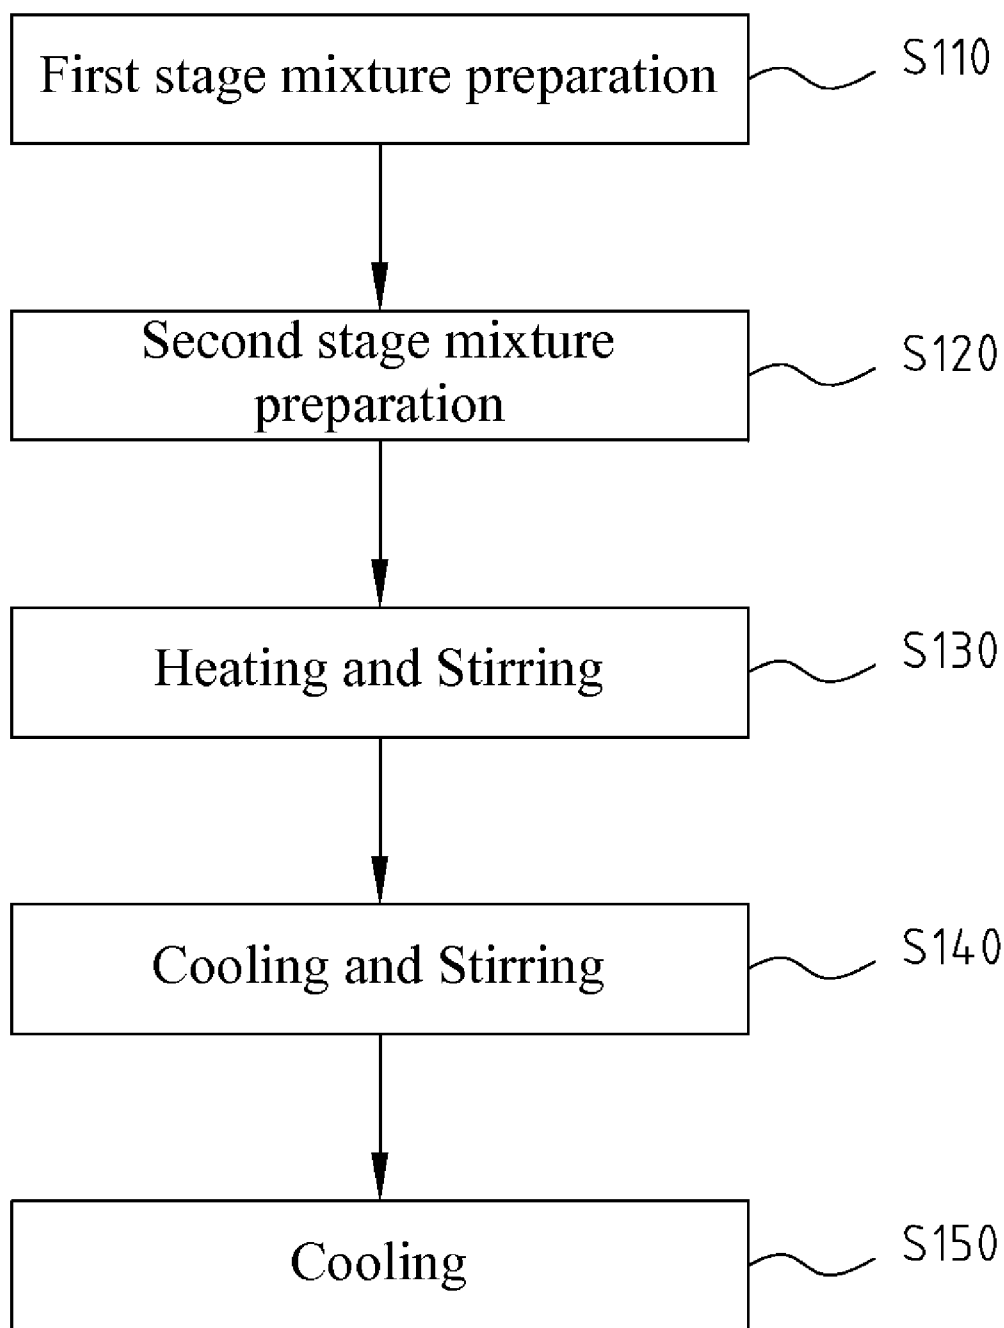 First stage mixture preparation
S110
Second stage mixture
preparation
S120
Heating and Stirring
S130
Cooling and Stirring
S140
Cooling
S150